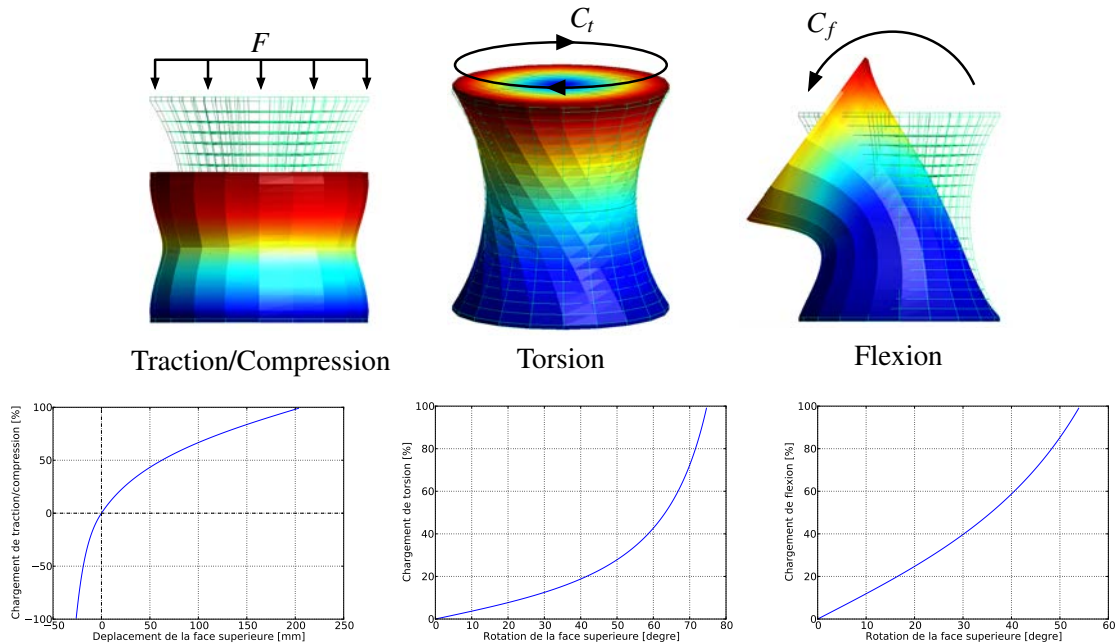 F
C_t
C_f
Traction/Compression
Torsion
Flexion
Chargement de traction/compression [%]
100
50
0
−50
−100
−50 0 50 100 150 200 250
Deplacement de la face superieure [mm]
Chargement de torsion [%]
100
80
60
40
20
0
0 10 20 30 40 50 60 70 80
Rotation de la face superieure [degre]
Chargement de flexion [%]
100
80
60
40
20
0
0 10 20 30 40 50 60
Rotation de la face superieure [degre]